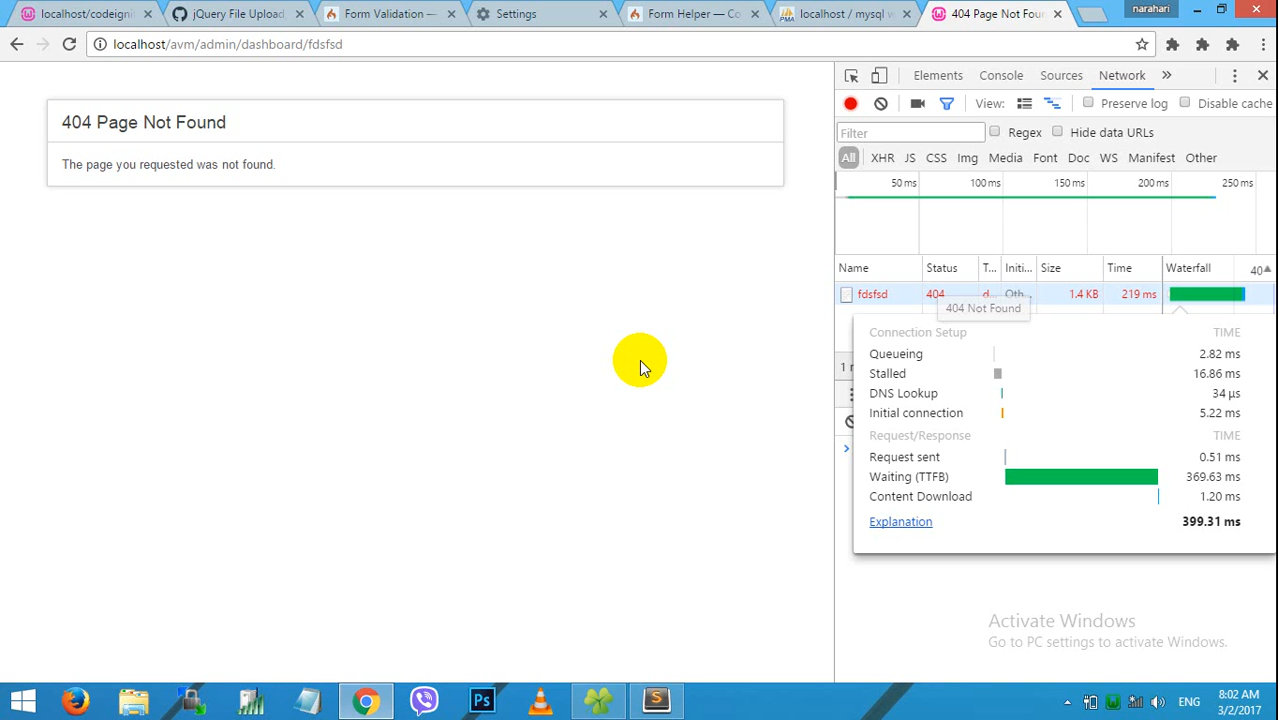 localhost/codeigni
jQuery File Upload
Form Validation —
Settings
Form Helper — Co
localhost / mysql w
404 Page Not Foun
narahari
localhost/avm/admin/dashboard/fdsfsd
Elements Console Sources Network »
View: Preserve log Disable cache
Filter Regex Hide data URLs
All XHR JS CSS Img Media Font Doc WS Manifest Other
50 ms 100 ms 150 ms 200 ms 250 ms
Name Status T... Initi... Size Time Waterfall 40
fdsfsd 404 d... Oth... 1.4 KB 219 ms
404 Not Found
404 Page Not Found
The page you requested was not found.
Connection Setup TIME
Queueing 2.82 ms
Stalled 16.86 ms
DNS Lookup 34 μs
Initial connection 5.22 ms
Request/Response TIME
Request sent 0.51 ms
Waiting (TTFB) 369.63 ms
Content Download 1.20 ms
Explanation 399.31 ms
Activate Windows
Go to PC settings to activate Windows.
Ps
S
ENG
8:02 AM
3/2/2017